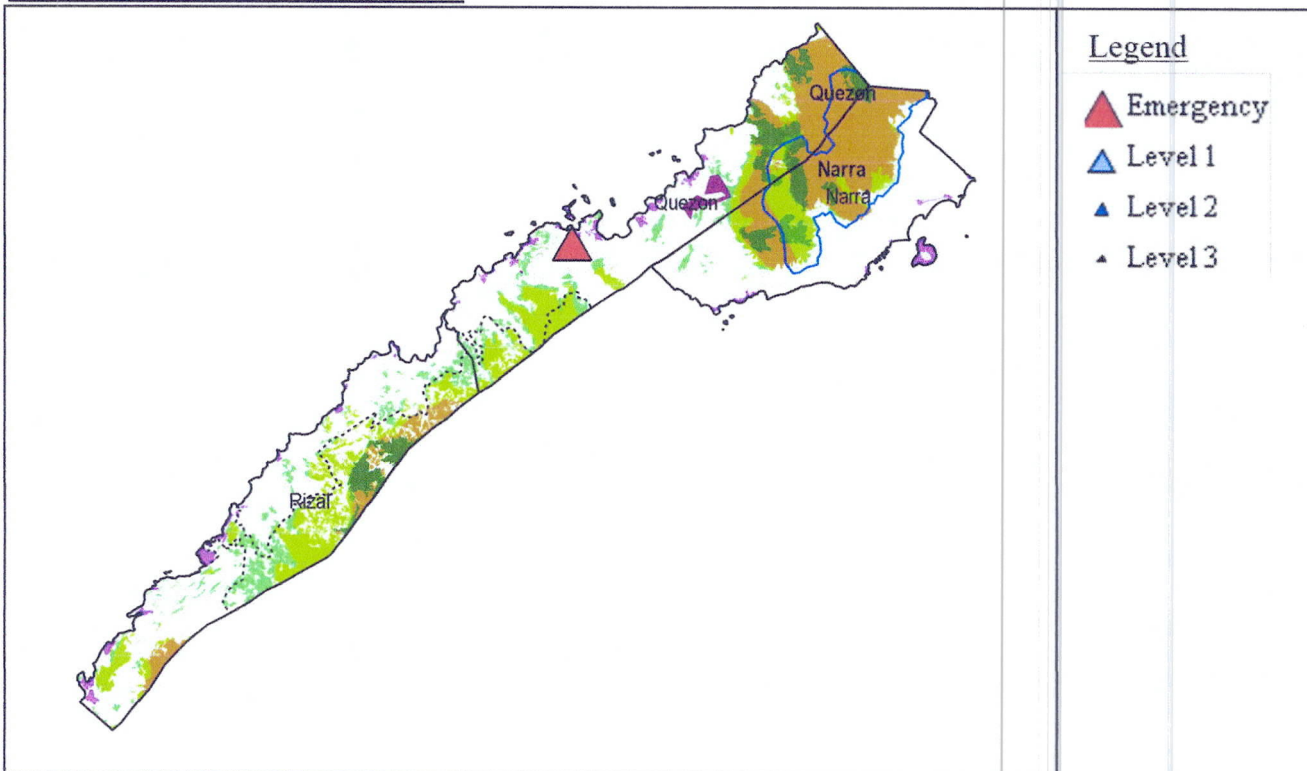 Legend
Emergency
Level 1
Level 2
Level 3
Quezon
Narra
Narra
Quezon
Rizal